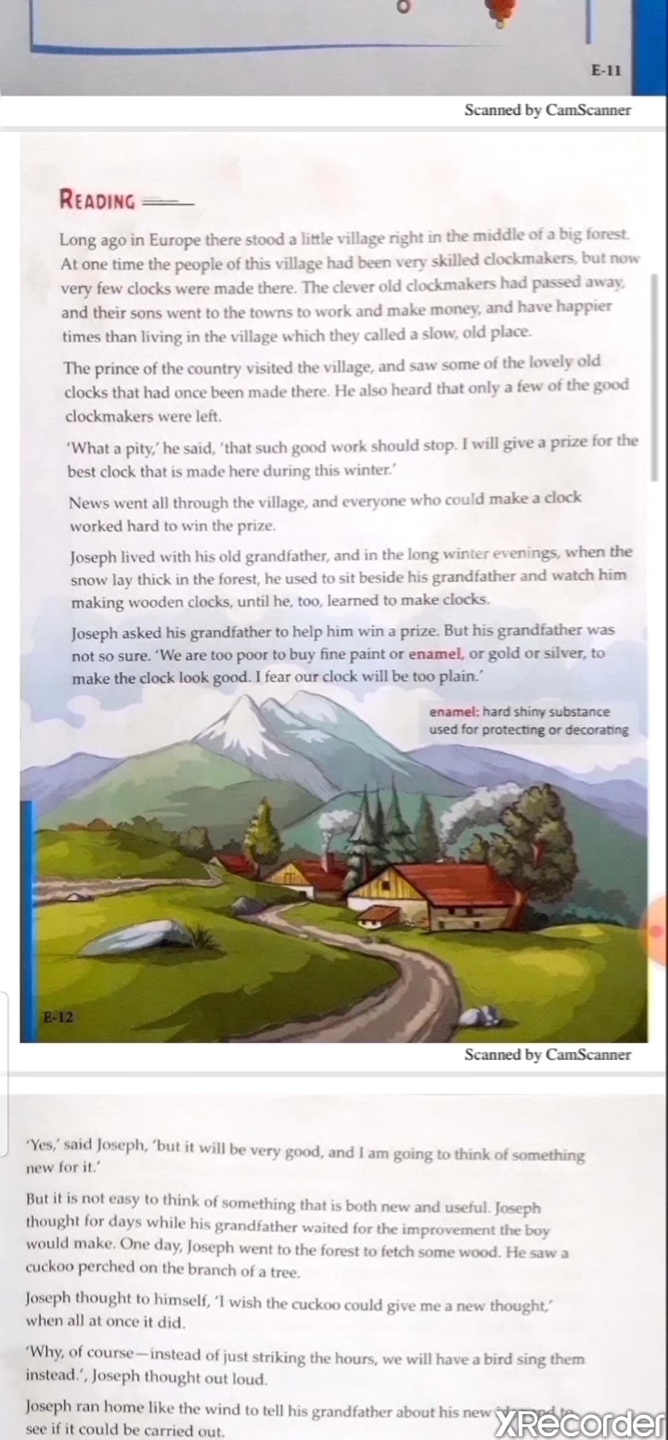 E-11
Scanned by CamScanner
READING
Long ago in Europe there stood a little village right in the middle of a big forest.
At one time the people of this village had been very skilled clockmakers, but now
very few clocks were made there. The clever old clockmakers had passed away,
and their sons went to the towns to work and make money, and have happier
times than living in the village which they called a slow, old place.
The prince of the country visited the village, and saw some of the lovely old
clocks that had once been made there. He also heard that only a few of the good
clockmakers were left.
‘What a pity,’ he said, ‘that such good work should stop. I will give a prize for the
best clock that is made here during this winter.’
News went all through the village, and everyone who could make a clock
worked hard to win the prize.
Joseph lived with his old grandfather, and in the long winter evenings, when the
snow lay thick in the forest, he used to sit beside his grandfather and watch him
making wooden clocks, until he, too, learned to make clocks.
Joseph asked his grandfather to help him win a prize. But his grandfather was
not so sure. ‘We are too poor to buy fine paint or enamel, or gold or silver, to
make the clock look good. I fear our clock will be too plain.’
enamel: hard shiny substance
used for protecting or decorating
E-12
Scanned by CamScanner
‘Yes,’ said Joseph, ‘but it will be very good, and I am going to think of something
new for it.’
But it is not easy to think of something that is both new and useful. Joseph
thought for days while his grandfather waited for the improvement the boy
would make. One day, Joseph went to the forest to fetch some wood. He saw a
cuckoo perched on the branch of a tree.
Joseph thought to himself, ‘I wish the cuckoo could give me a new thought,’
when all at once it did.
‘Why, of course—instead of just striking the hours, we will have a bird sing them
instead.’, Joseph thought out loud.
Joseph ran home like the wind to tell his grandfather about his new
see if it could be carried out.
XRecorder